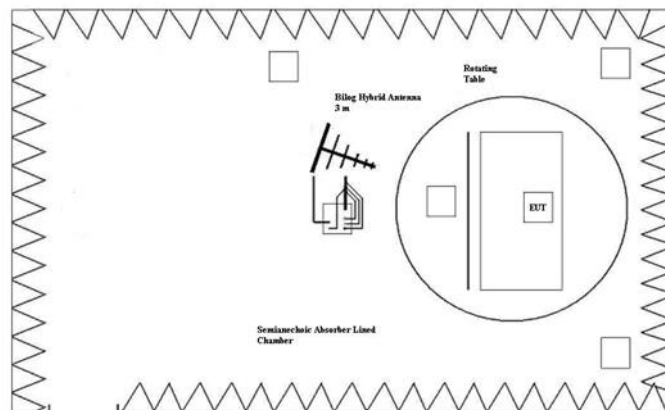 Rotating
Table
Bilog Hybrid Antenna
3 m
EUT
Semianechoic Absorber Lined
Chamber